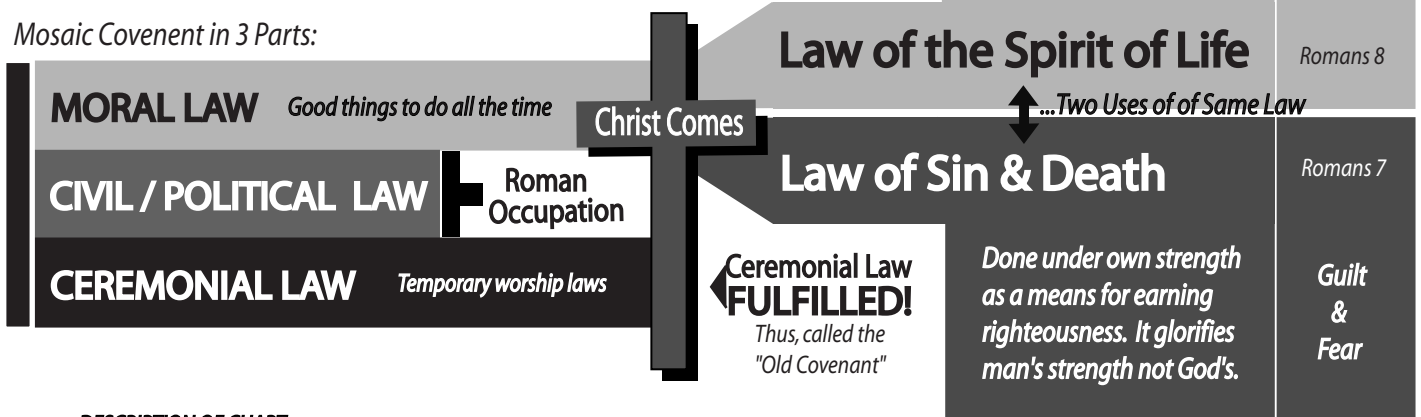 Mosaic Covenent in 3 Parts:
MORAL LAW Good things to do all the time
CIVIL / POLITICAL LAW
Roman
Occupation
CEREMONIAL LAW Temporary worship laws
Christ Comes
Law of the Spirit of Life
Romans 8
...Two Uses of of Same Law
Law of Sin & Death
Romans 7
Ceremonial Law
FULFILLED!
Thus, called the
"Old Covenant"
Done under own strength
as a means for earning
righteousness. It glorifies
man's strength not God's.
Guilt
&
Fear
DESCRIPTION OF CHART